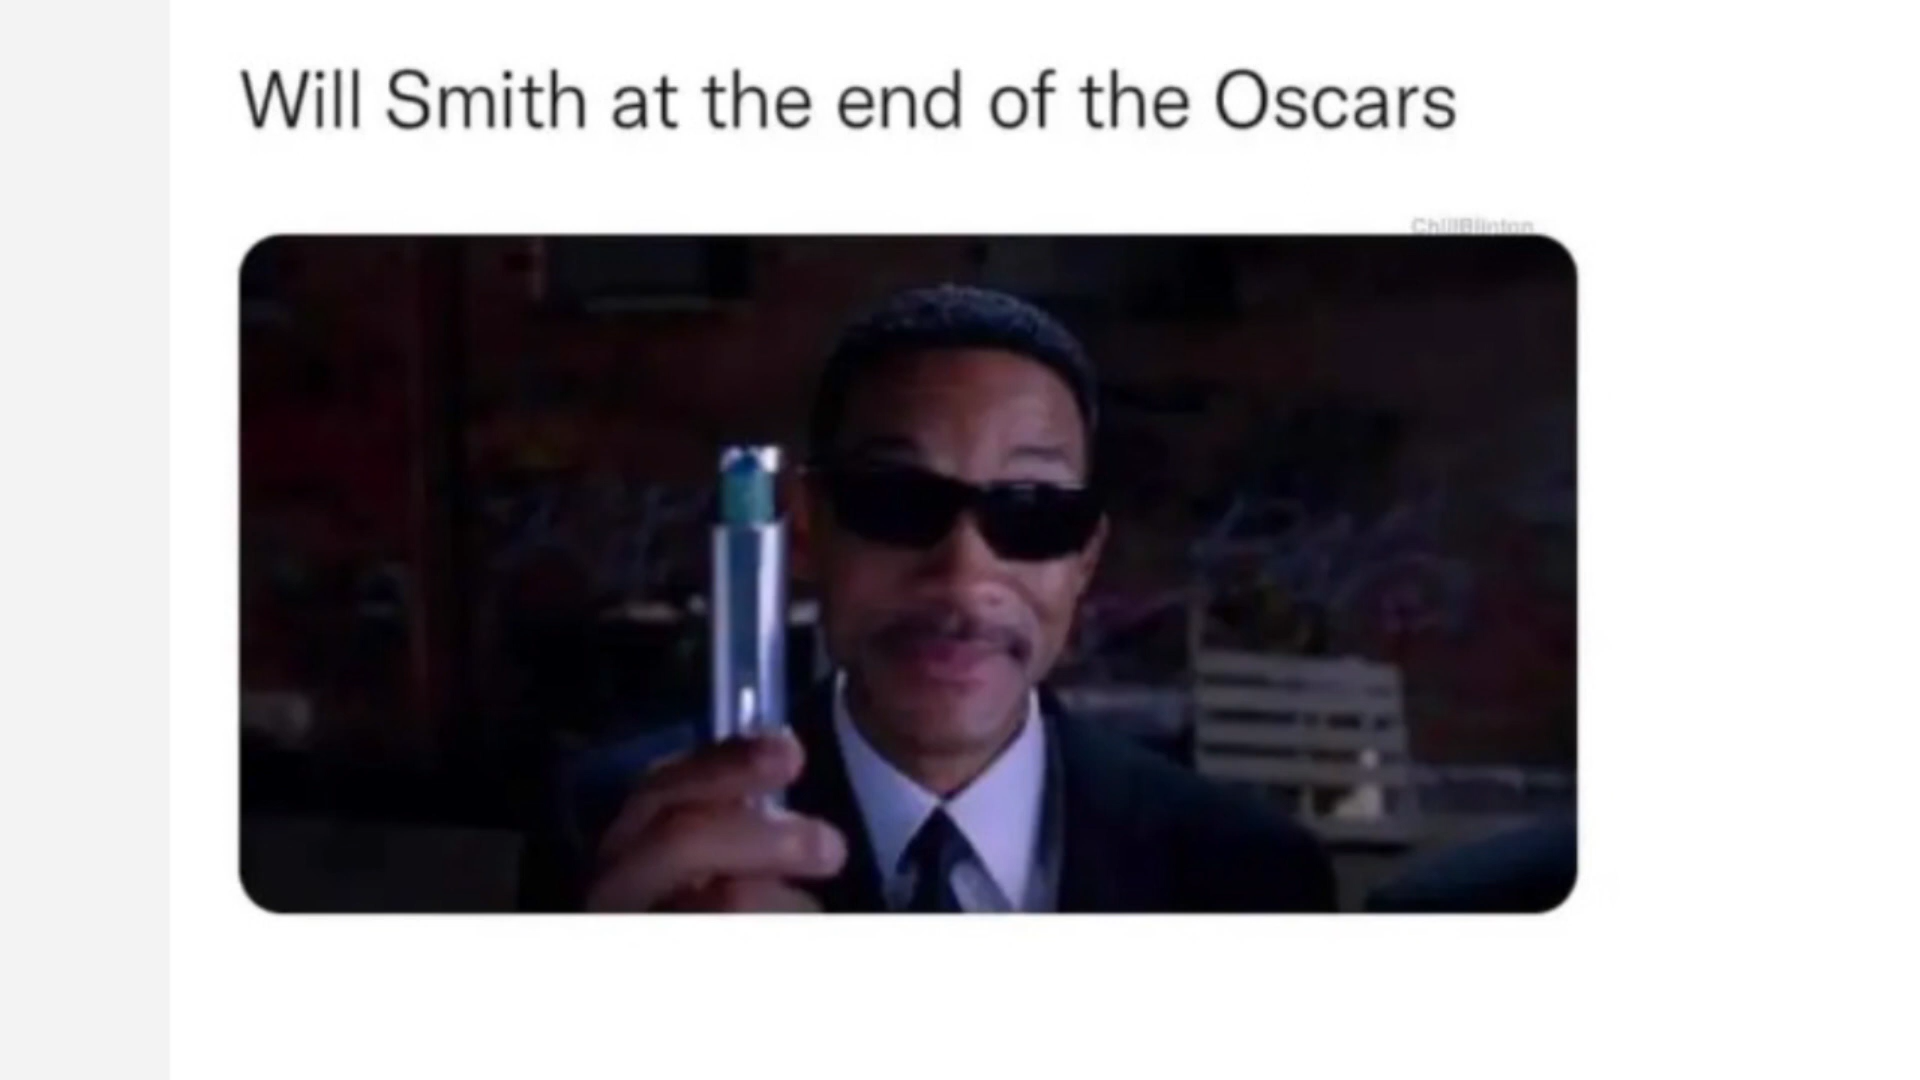 Will Smith at the end of the Oscars